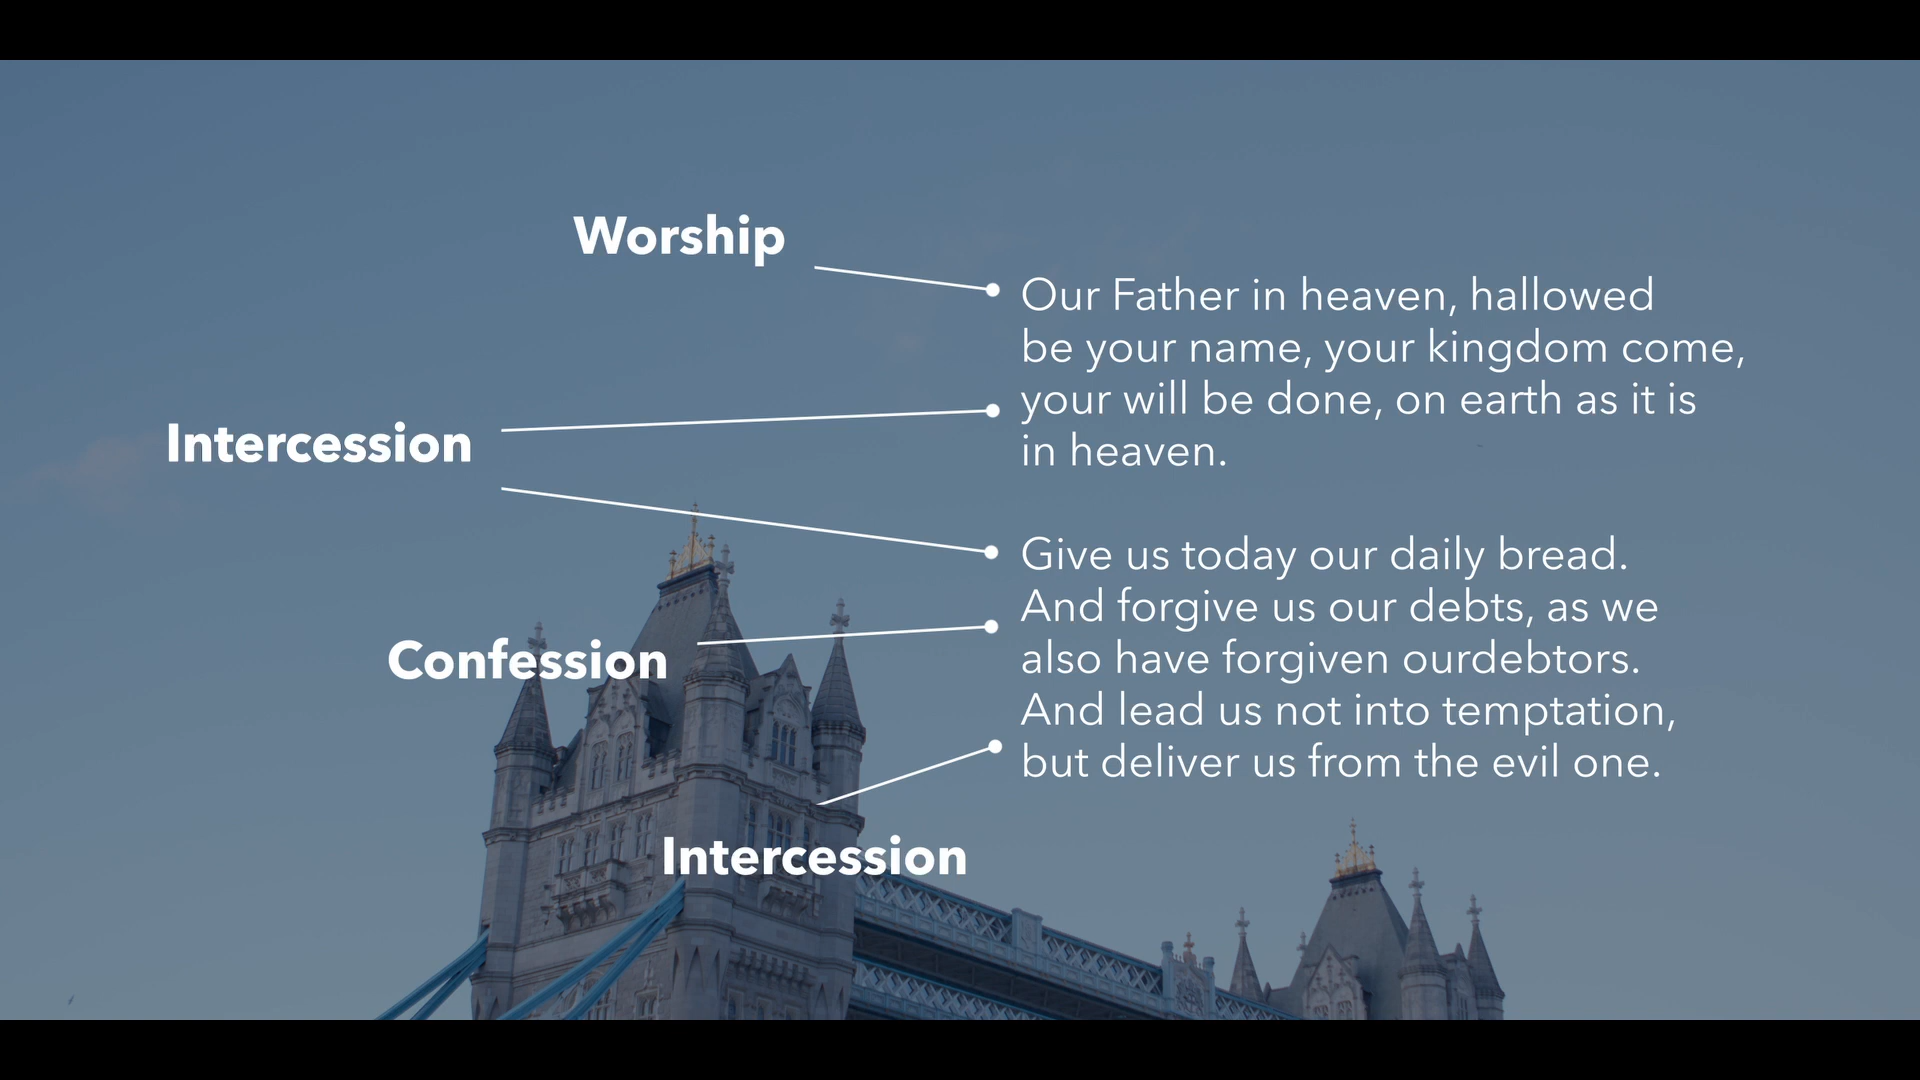 Worship
Our Father in heaven, hallowed
be your name, your kingdom come,
your will be done, on earth as it is
in heaven.
Intercession
Give us today our daily bread.
And forgive us our debts, as we
also have forgiven ourdebtors.
And lead us not into temptation,
but deliver us from the evil one.
Confession
Intercession